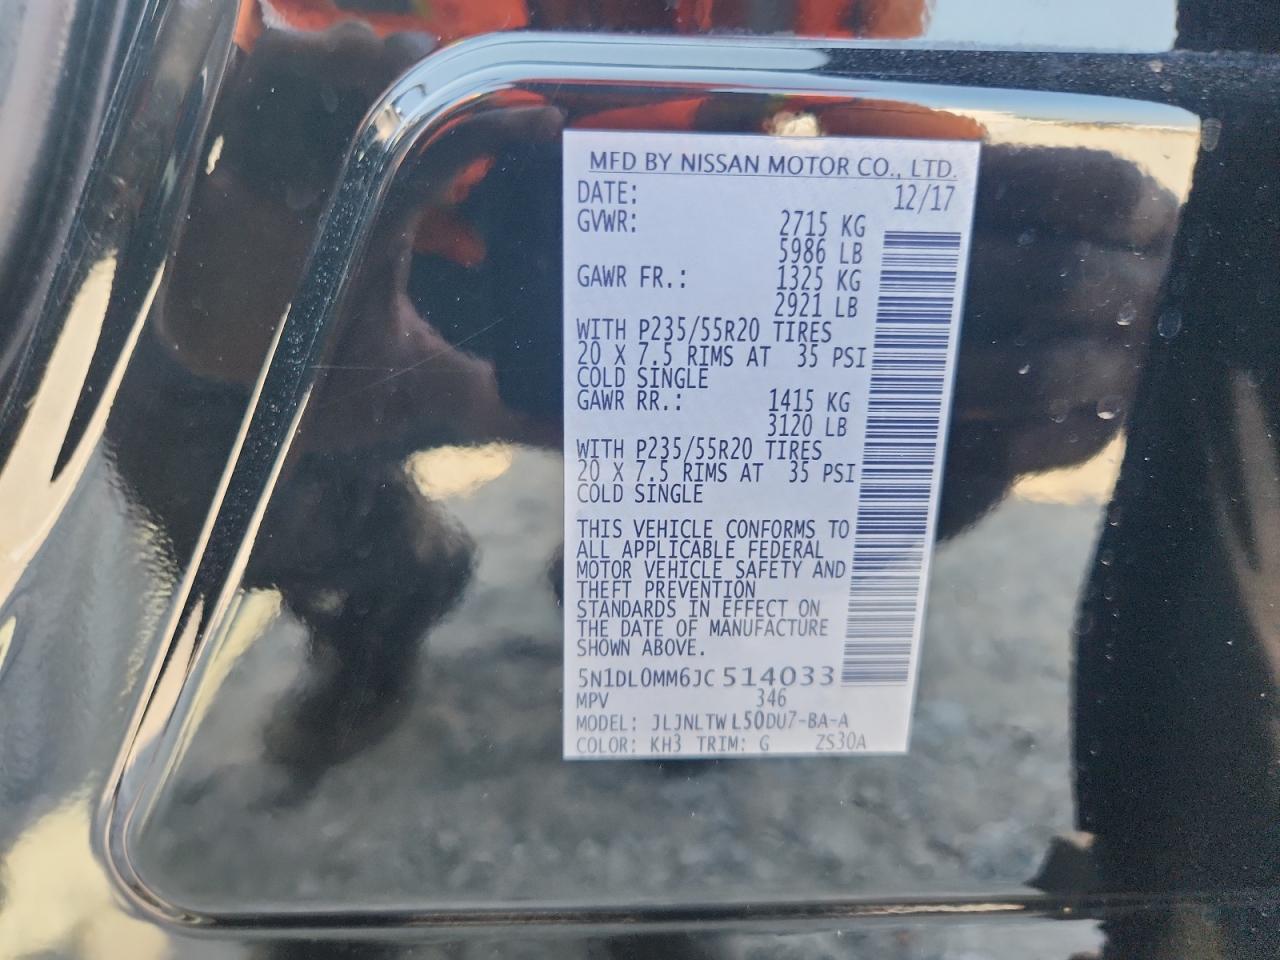 MFD BY NISSAN MOTOR CO., LTD.
DATE: 12/17
GVWR: 2715 KG
5986 LB
GAWR FR.: 1325 KG
2921 LB
WITH P235/55R20 TIRES
20 X 7.5 RIMS AT 35 PSI
COLD SINGLE
GAWR RR.: 1415 KG
3120 LB
WITH P235/55R20 TIRES
20 X 7.5 RIMS AT 35 PSI
COLD SINGLE
THIS VEHICLE CONFORMS TO
ALL APPLICABLE FEDERAL
MOTOR VEHICLE SAFETY AND
THEFT PREVENTION
STANDARDS IN EFFECT ON
THE DATE OF MANUFACTURE
SHOWN ABOVE.
5N1DL0MM6JC514033
MPV 346
MODEL: JLJNLTWL50DU7-BA-A
COLOR: KH3 TRIM: G ZS30A